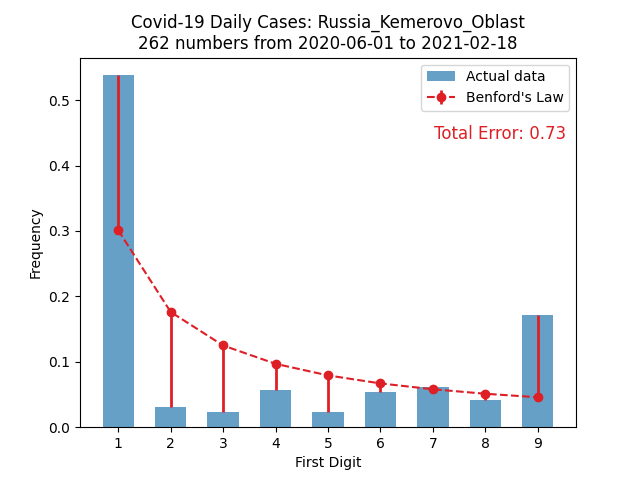 Covid-19 Daily Cases: Russia_Kemerovo_Oblast
262 numbers from 2020-06-01 to 2021-02-18
Actual data
Benford's Law
Total Error: 0.73
Frequency
0.5
0.4
0.3
0.2
0.1
0.0
1 2 3 4 5 6 7 8 9
First Digit